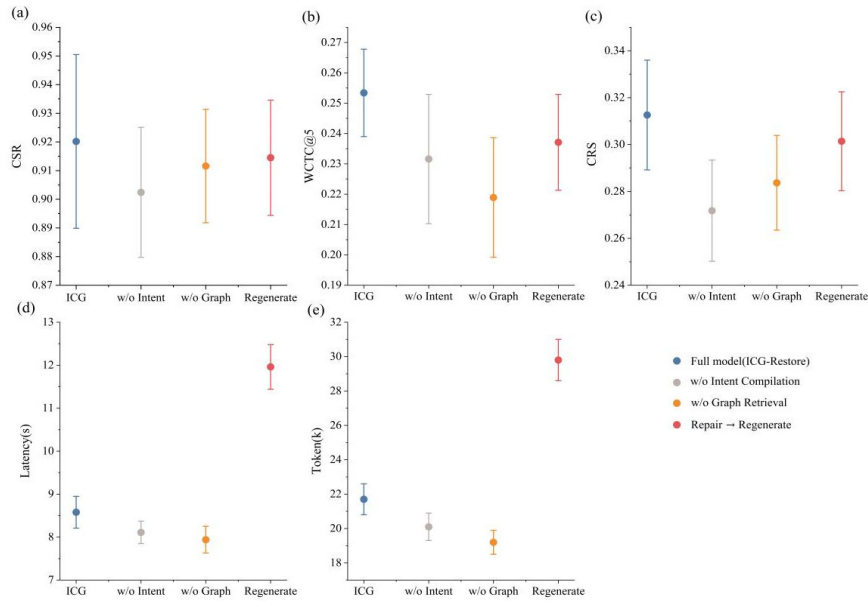 (a)
0.96
0.95
0.94
0.93
0.92
0.91
0.90
0.89
0.88
0.87
CSR
ICG w/o Intent w/o Graph Regenerate
(b)
0.27
0.26
0.25
0.24
0.23
0.22
0.21
0.20
0.19
WCTC@5
ICG w/o Intent w/o Graph Regenerate
(c)
0.34
0.32
0.30
0.28
0.26
0.24
CRS
ICG w/o Intent w/o Graph Regenerate
(d)
13
12
11
10
9
8
7
Latency(s)
ICG w/o Intent w/o Graph Regenerate
(e)
32
30
28
26
24
22
20
18
Token(k)
ICG w/o Intent w/o Graph Regenerate
Full model(ICG-Restore)
w/o Intent Compilation
w/o Graph Retrieval
Repair → Regenerate